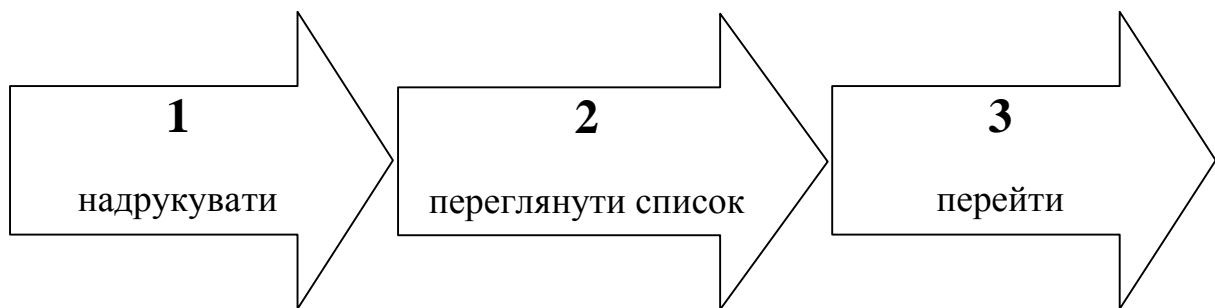 1
надрукувати
2
переглянути список
3
перейти